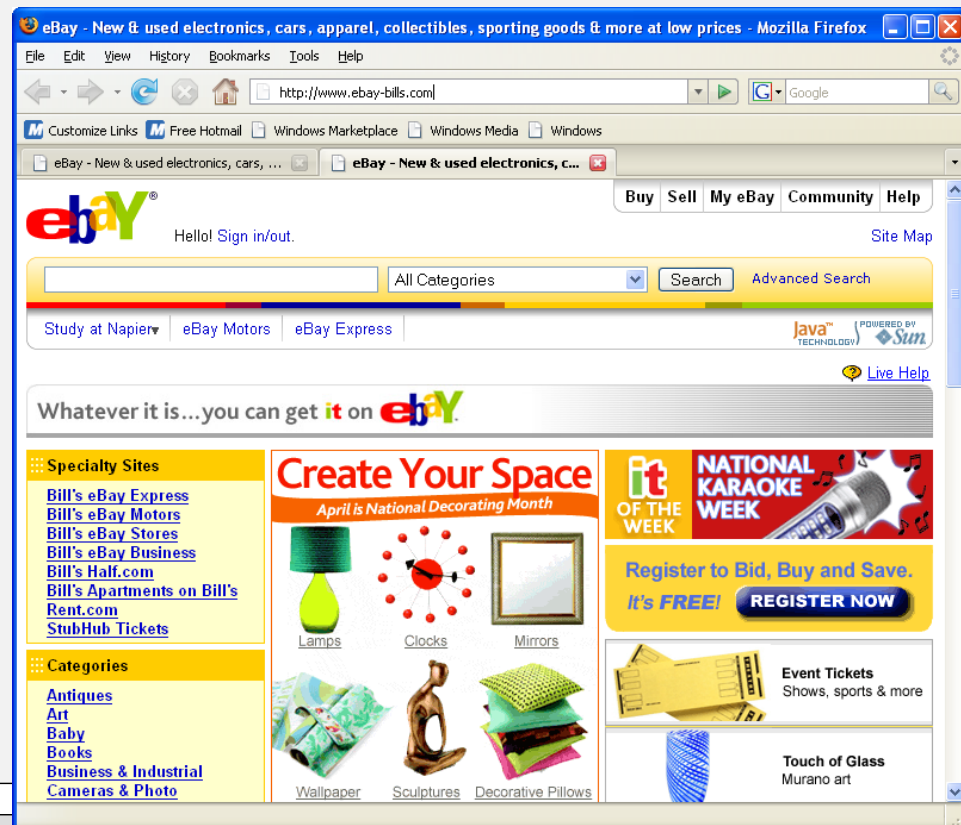 eBay - New & used electronics, cars, apparel, collectibles, sporting goods & more at low prices - Mozilla Firefox
File Edit View History Bookmarks Tools Help
http://www.ebay-bills.com G Google
Customize Links Free Hotmail Windows Marketplace Windows Media Windows
eBay - New & used electronics, cars, ... eBay - New & used electronics, c...
ebaY®
Buy Sell My eBay Community Help
Hello! Sign in/out.
Site Map
All Categories Search Advanced Search
Study at Napier eBay Motors eBay Express
Java™ TECHNOLOGY POWERED BY Sun
Live Help
Whatever it is...you can get it on ebaY.
Specialty Sites
Bill's eBay Express
Bill's eBay Motors
Bill's eBay Stores
Bill's eBay Business
Bill's Half.com
Bill's Apartments on Bill's
Rent.com
StubHub Tickets
Categories
Antiques
Art
Baby
Books
Business & Industrial
Cameras & Photo
Create Your Space
April is National Decorating Month
Lamps Clocks Mirrors
Wallpaper Sculptures Decorative Pillows
it
OF THE
WEEK
NATIONAL
KARAOKE
WEEK
Register to Bid, Buy and Save.
It's FREE! REGISTER NOW
Event Tickets
Shows, sports & more
Touch of Glass
Murano art